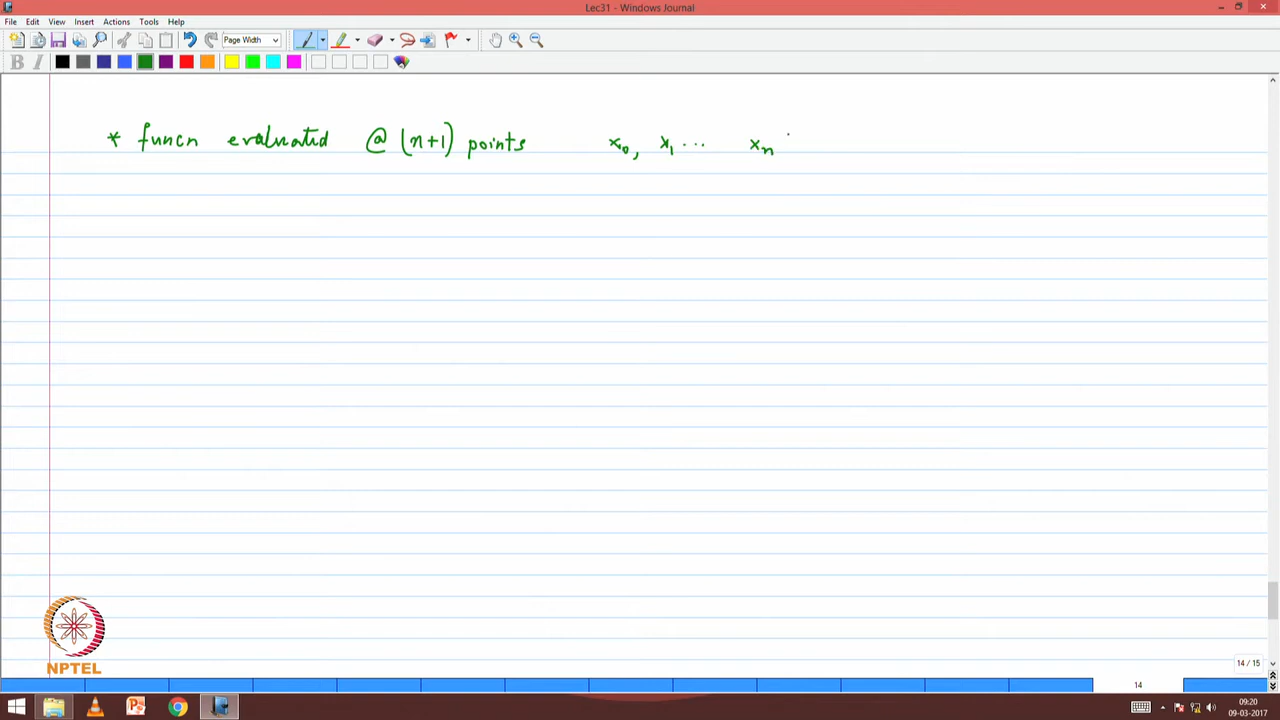 Lec31 - Windows Journal
File Edit View Insert Actions Tools Help
Page Width
B I
* funcn evaluated @ (n+1) points x₀, x₁ ... xₙ
NPTEL
14 / 15
14
09:20
09-03-2017